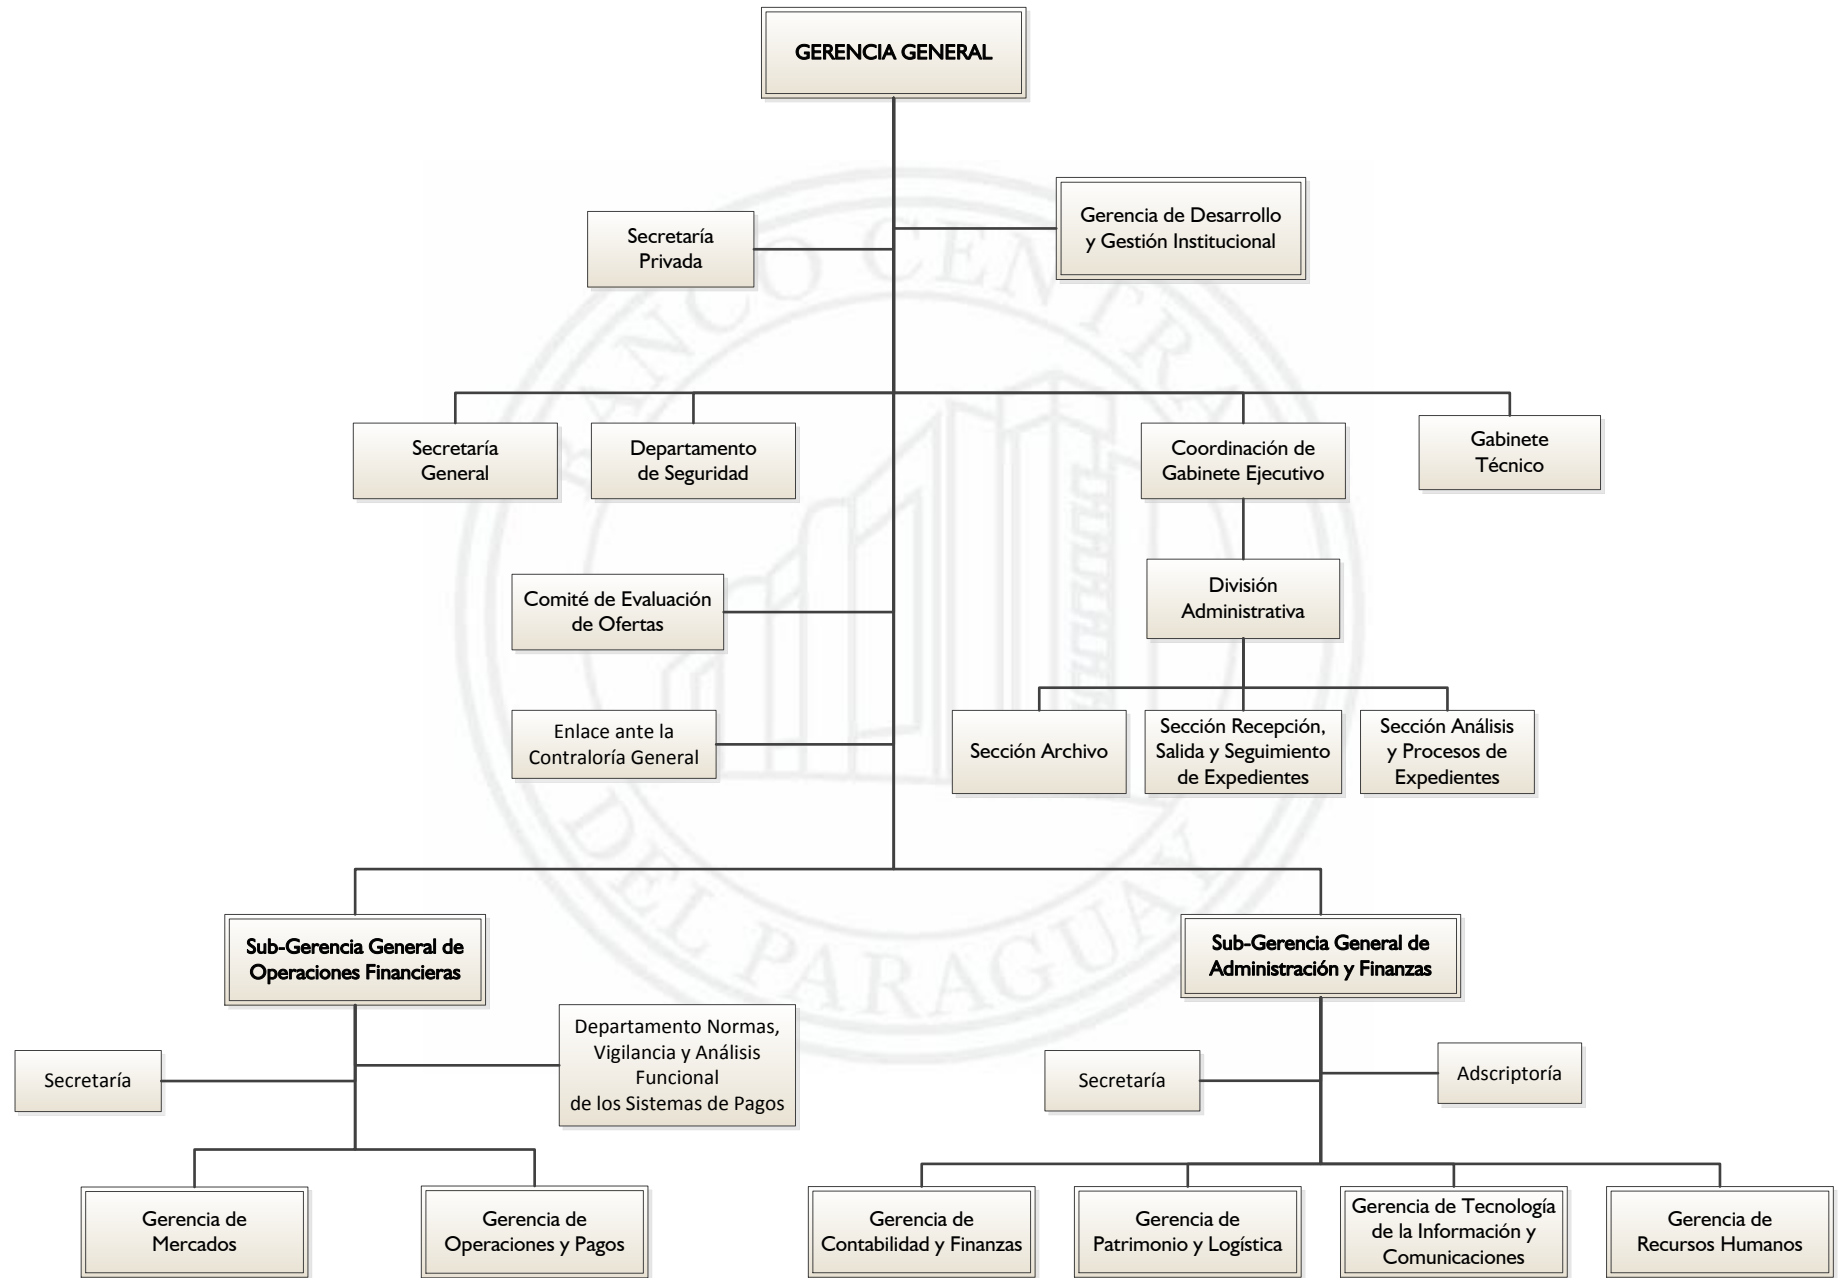 GERENCIA GENERAL
Gerencia de Desarrollo
y Gestión Institucional
Secretaría
Privada
BANCO CENTRAL
DEL PARAGUAY
Secretaría
General
Departamento
de Seguridad
Coordinación de
Gabinete Ejecutivo
Gabinete
Técnico
Comité de Evaluación
de Ofertas
División
Administrativa
Enlace ante la
Contraloría General
Sección Archivo
Sección Recepción,
Salida y Seguimiento
de Expedientes
Sección Análisis
y Procesos de
Expedientes
Sub-Gerencia General de
Operaciones Financieras
Sub-Gerencia General de
Administración y Finanzas
Secretaría
Departamento Normas,
Vigilancia y Análisis
Funcional
de los Sistemas de Pagos
Secretaría
Adscriptoría
Gerencia de
Mercados
Gerencia de
Operaciones y Pagos
Gerencia de
Contabilidad y Finanzas
Gerencia de
Patrimonio y Logística
Gerencia de Tecnología
de la Información y
Comunicaciones
Gerencia de
Recursos Humanos